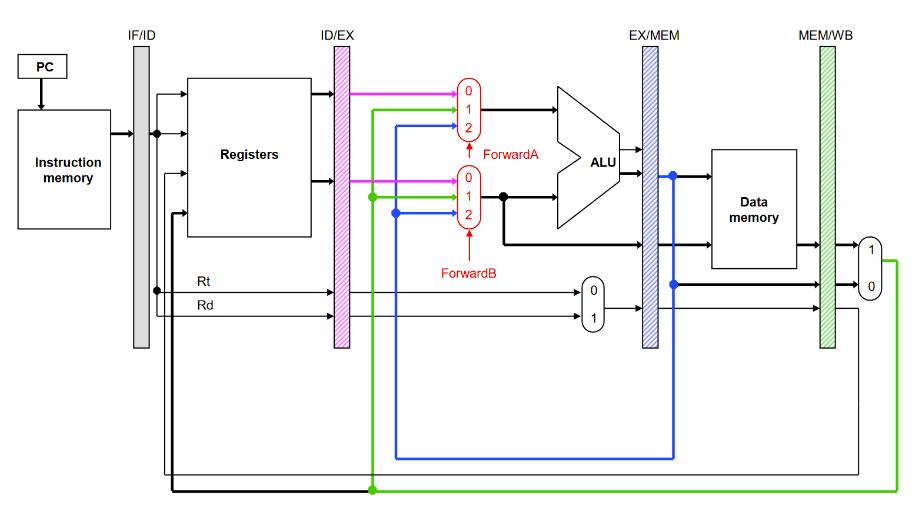 IF/ID
ID/EX
EX/MEM
MEM/WB
PC
Instruction
memory
Registers
0
1
2
ForwardA
0
1
2
ForwardB
ALU
Data
memory
1
0
Rt
Rd
0
1